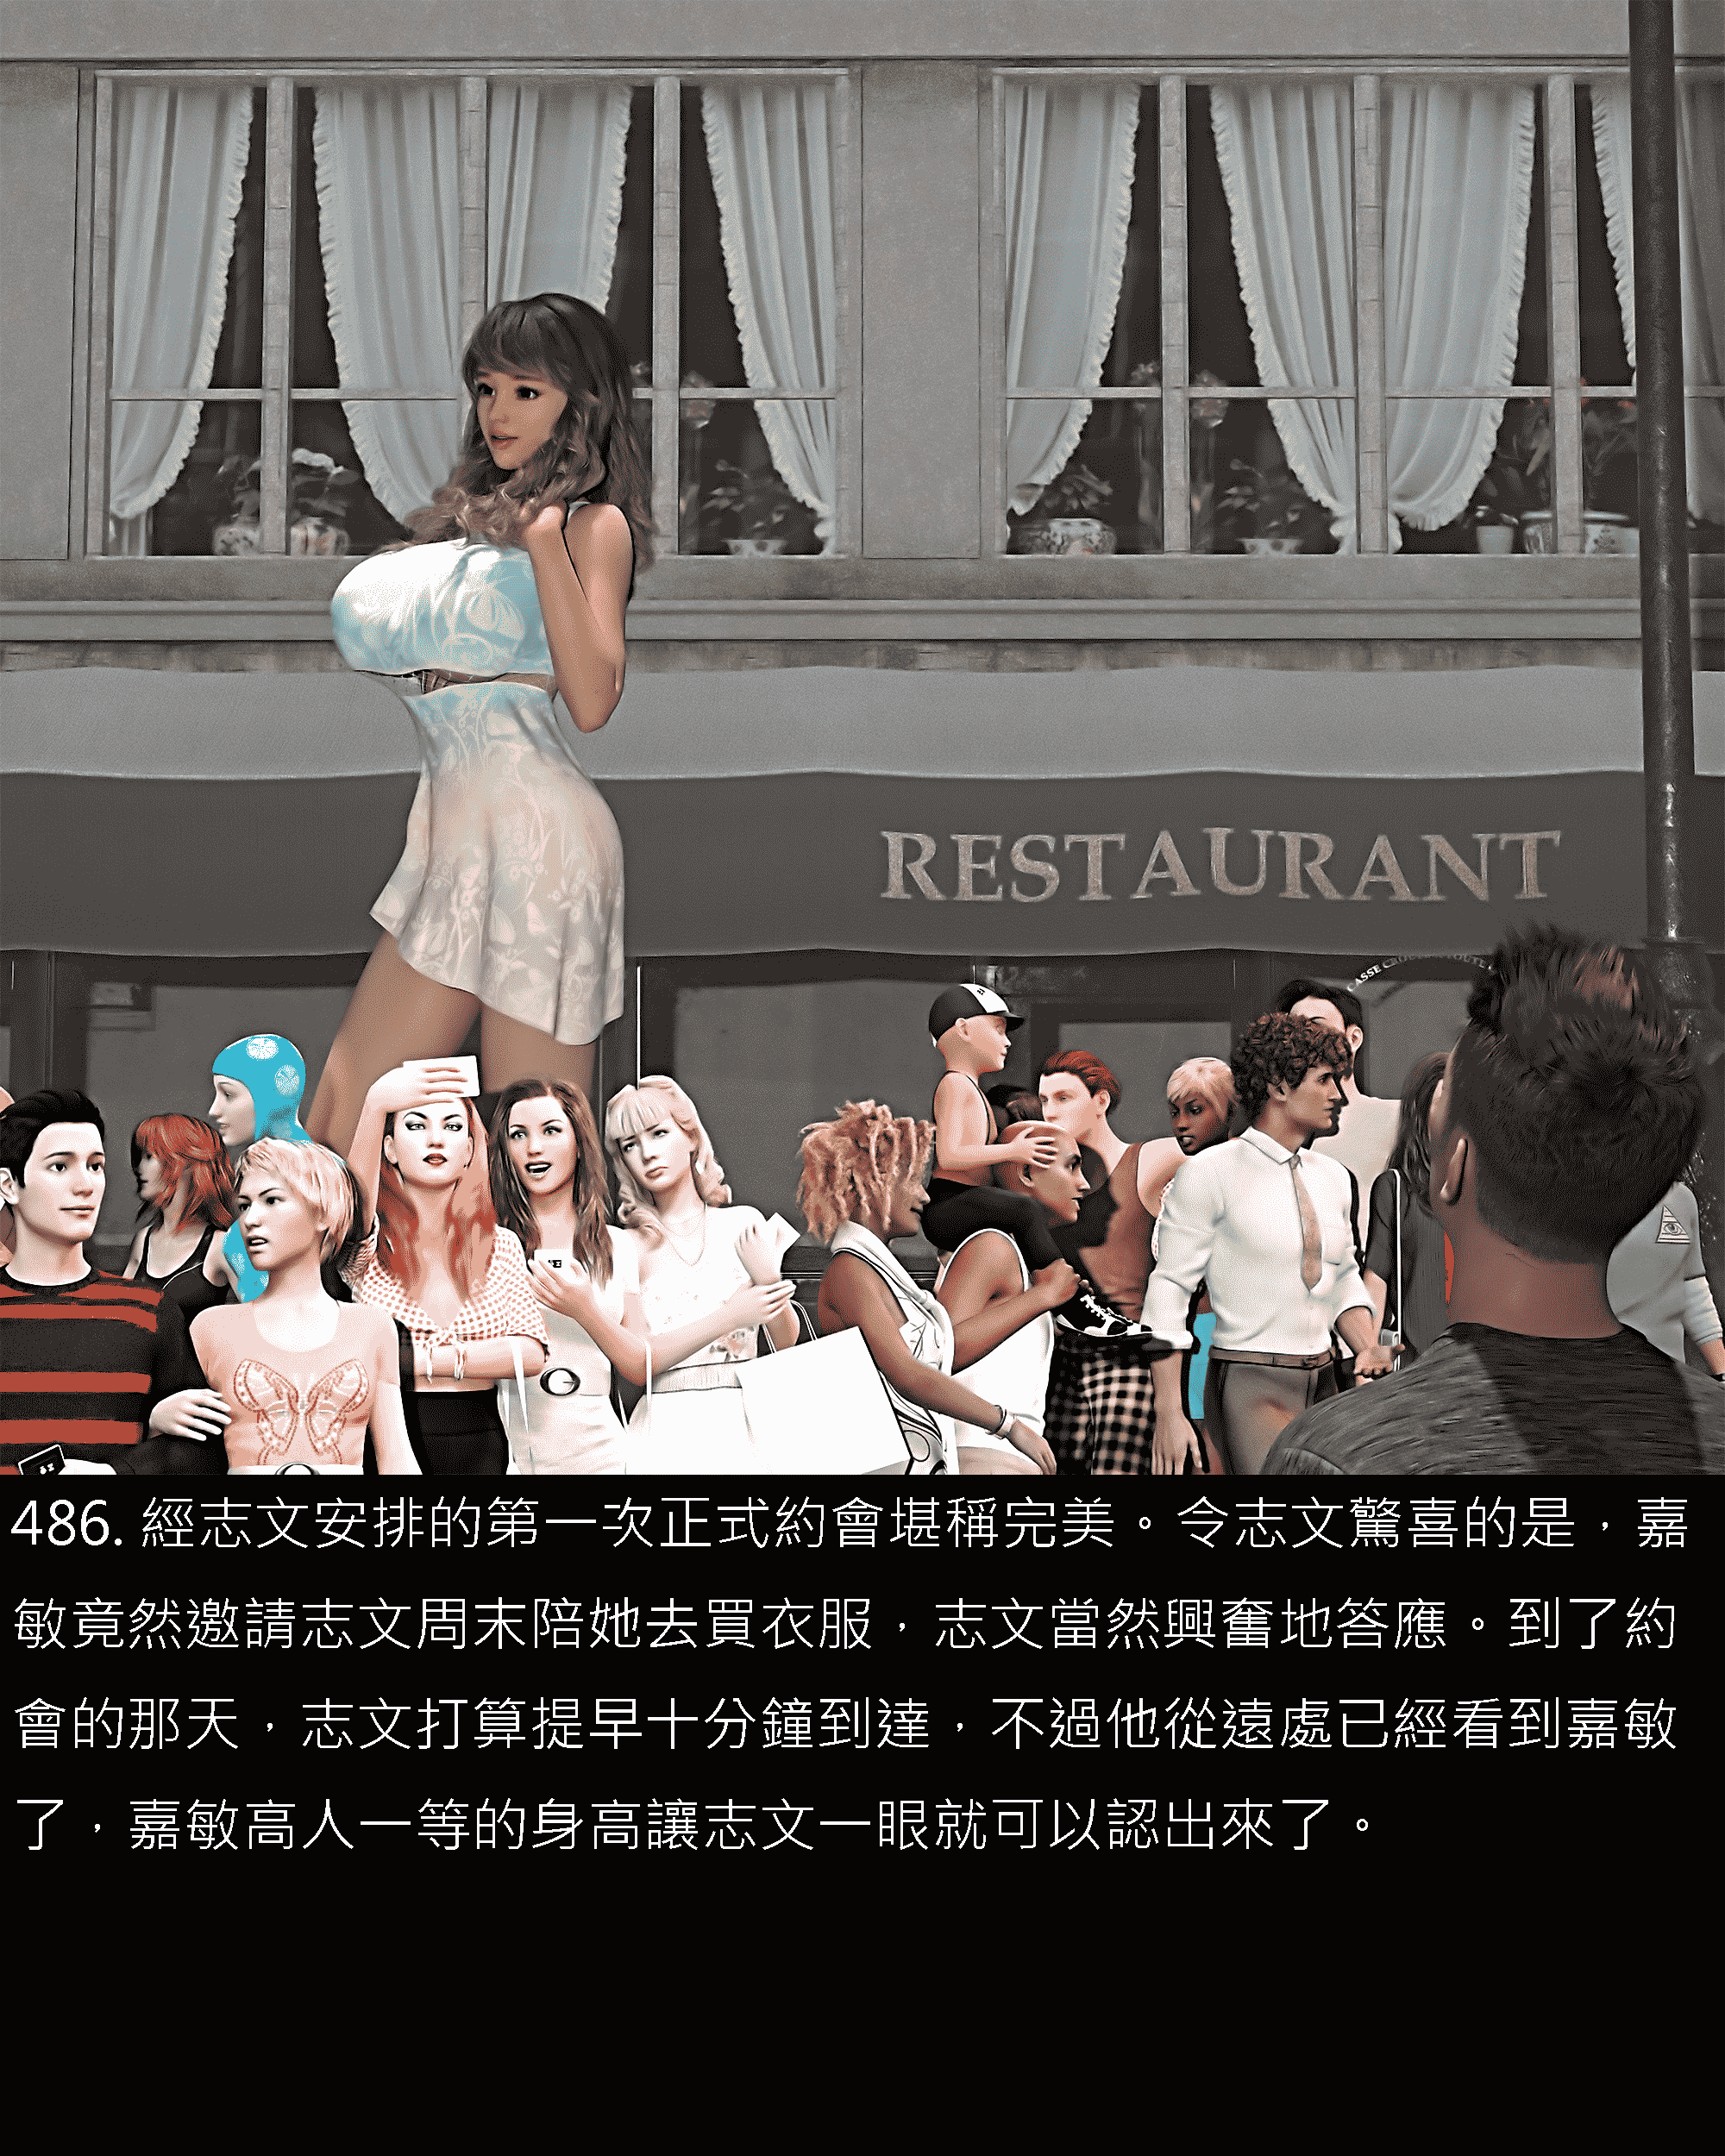 RESTAURANT
CASSE CROUTE
486. 經志文安排的第一次正式約會堪稱完美。令志文驚喜的是，嘉
敏竟然邀請志文周末陪她去買衣服，志文當然興奮地答應。到了約
會的那天，志文打算提早十分鐘到達，不過他從遠處已經看到嘉敏
了，嘉敏高人一等的身高讓志文一眼就可以認出來了。